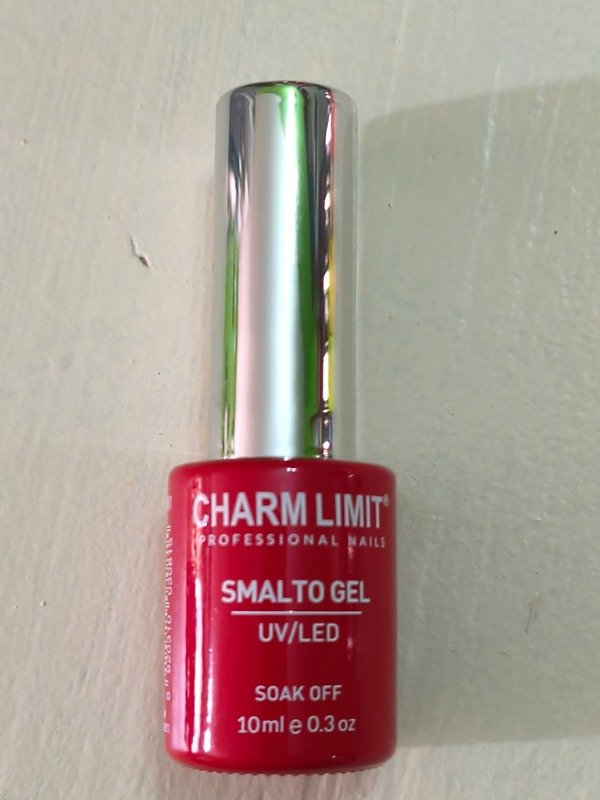 CHARM LIMIT®
PROFESSIONAL NAILS
SMALTO GEL
UV/LED
SOAK OFF
10ml e 0.3 oz